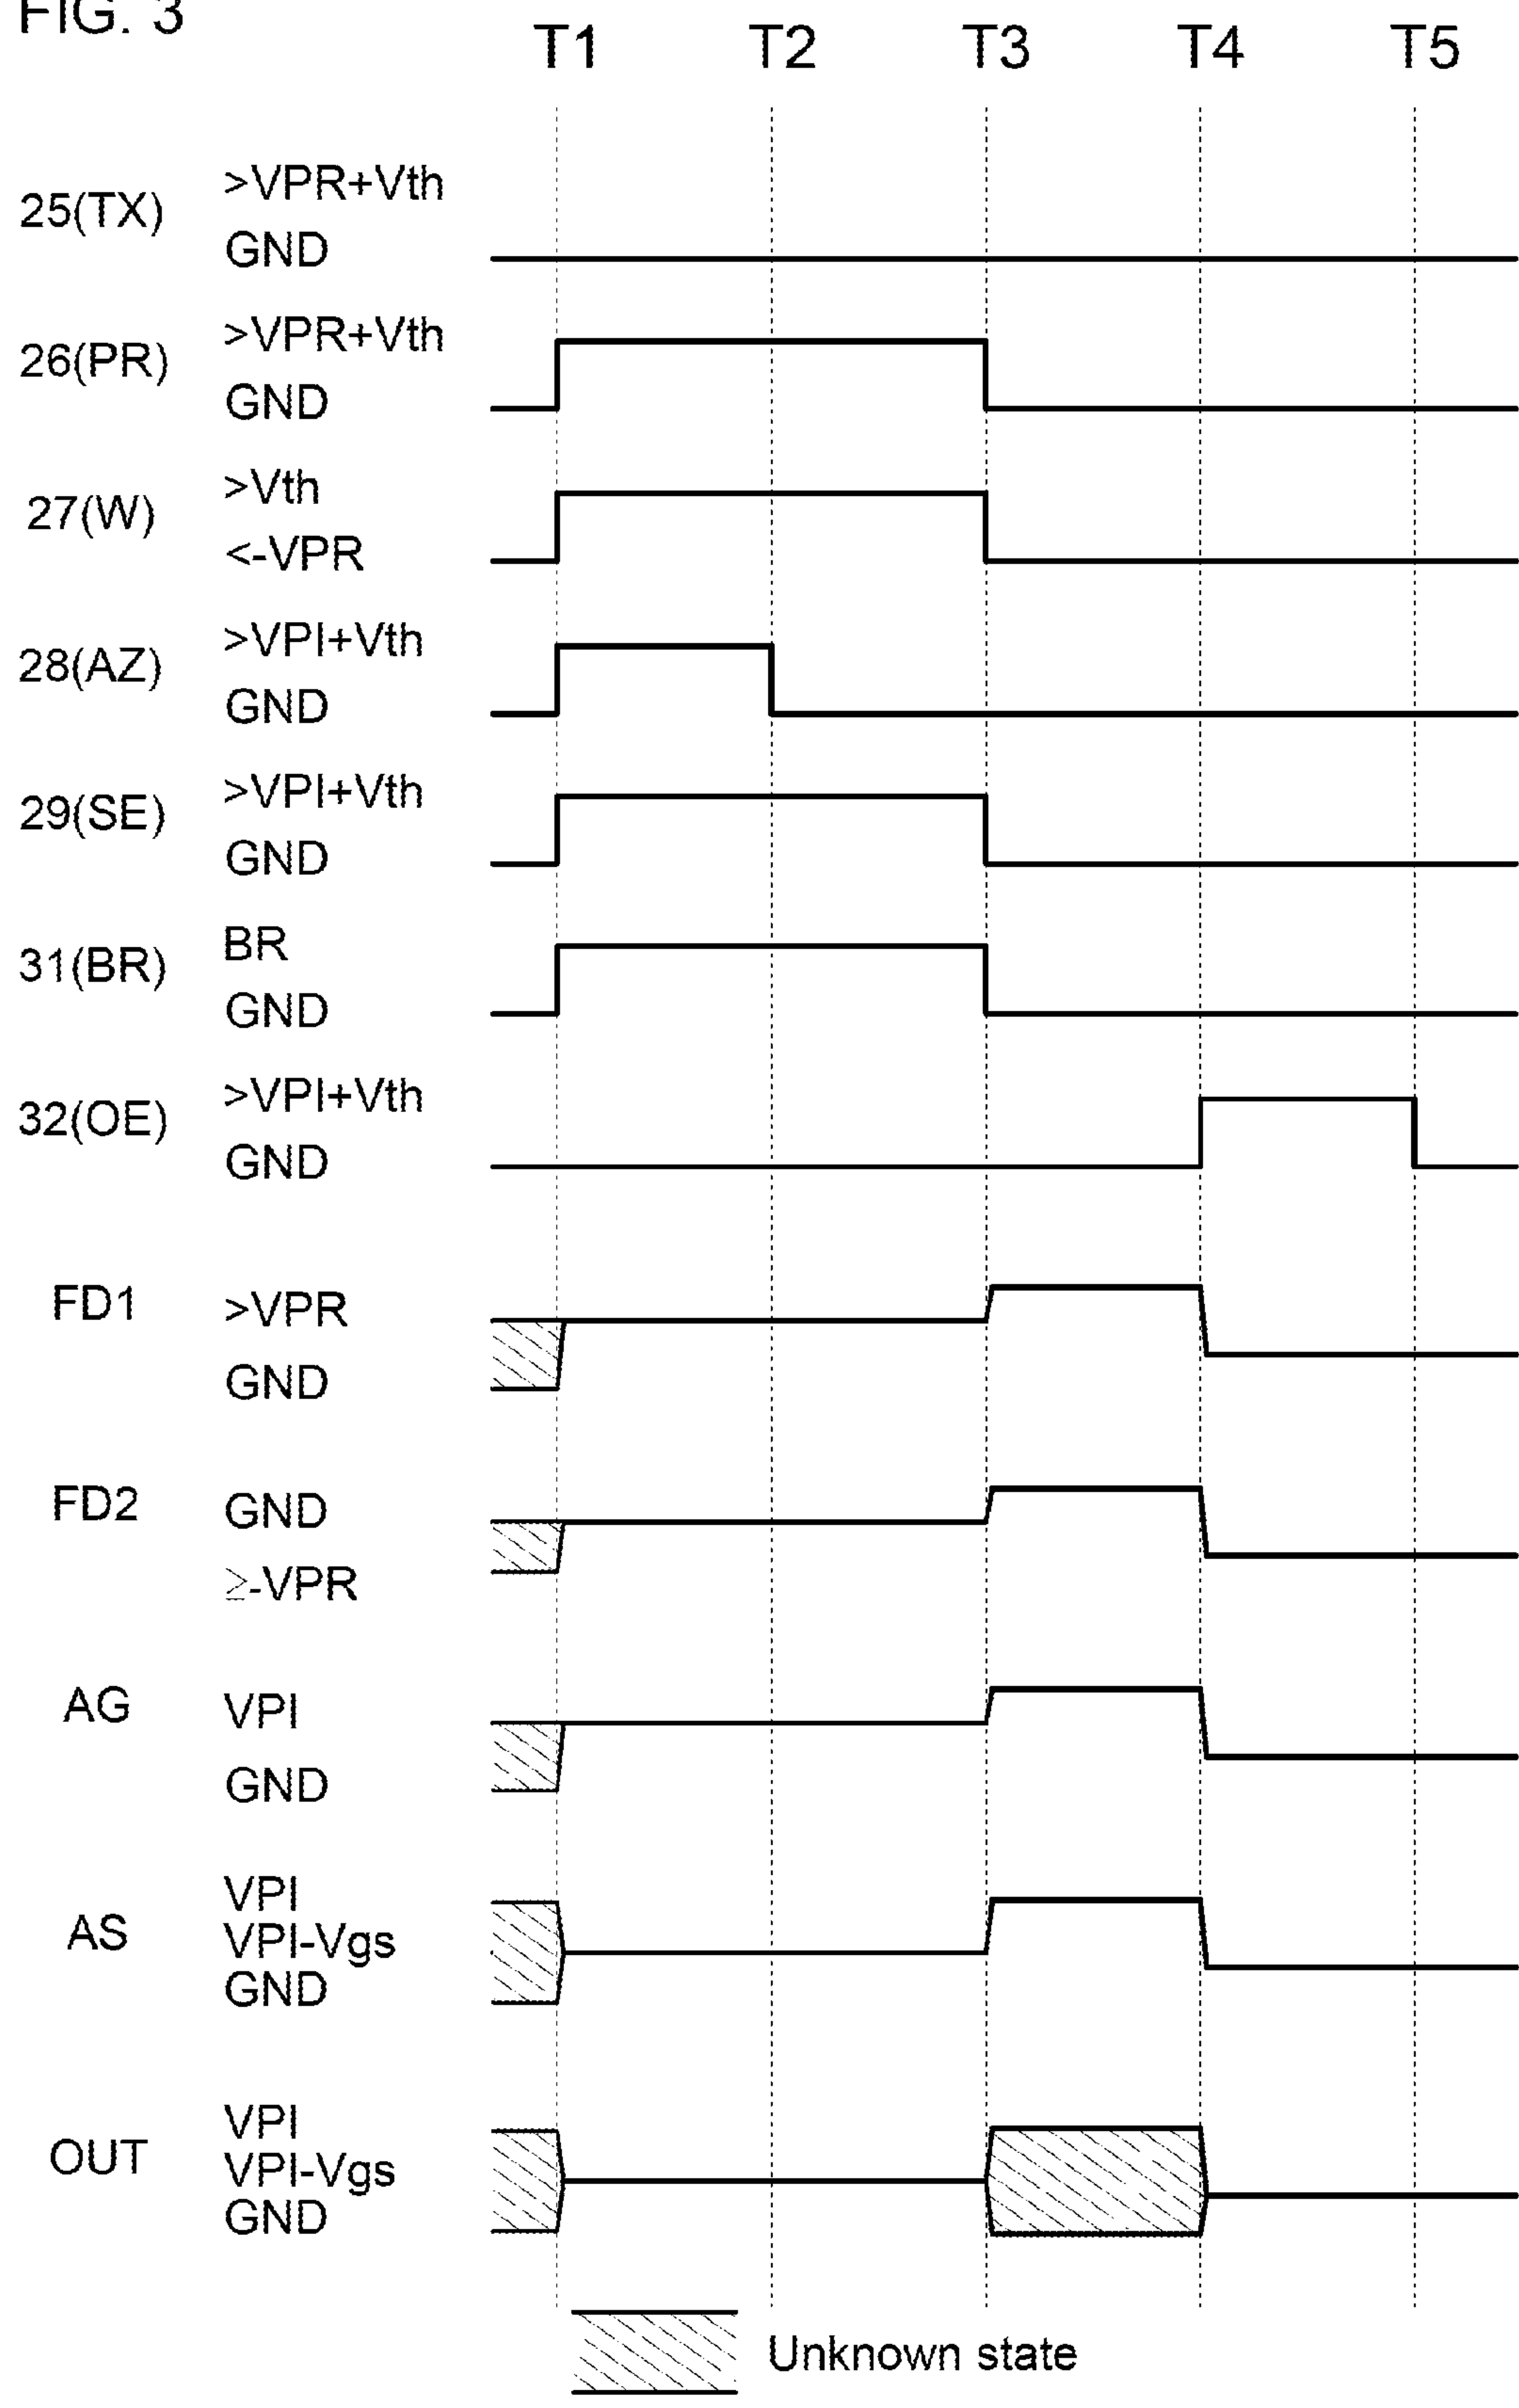 FIG. 3
T1 T2 T3 T4 T5
25(TX) >VPR+Vth
GND
26(PR) >VPR+Vth
GND
27(W) >Vth
<-VPR
28(AZ) >VPI+Vth
GND
29(SE) >VPI+Vth
GND
31(BR) BR
GND
32(OE) >VPI+Vth
GND
FD1 >VPR
GND
FD2 GND
≥-VPR
AG VPI
GND
AS VPI
VPI-Vgs
GND
OUT VPI
VPI-Vgs
GND
Unknown state